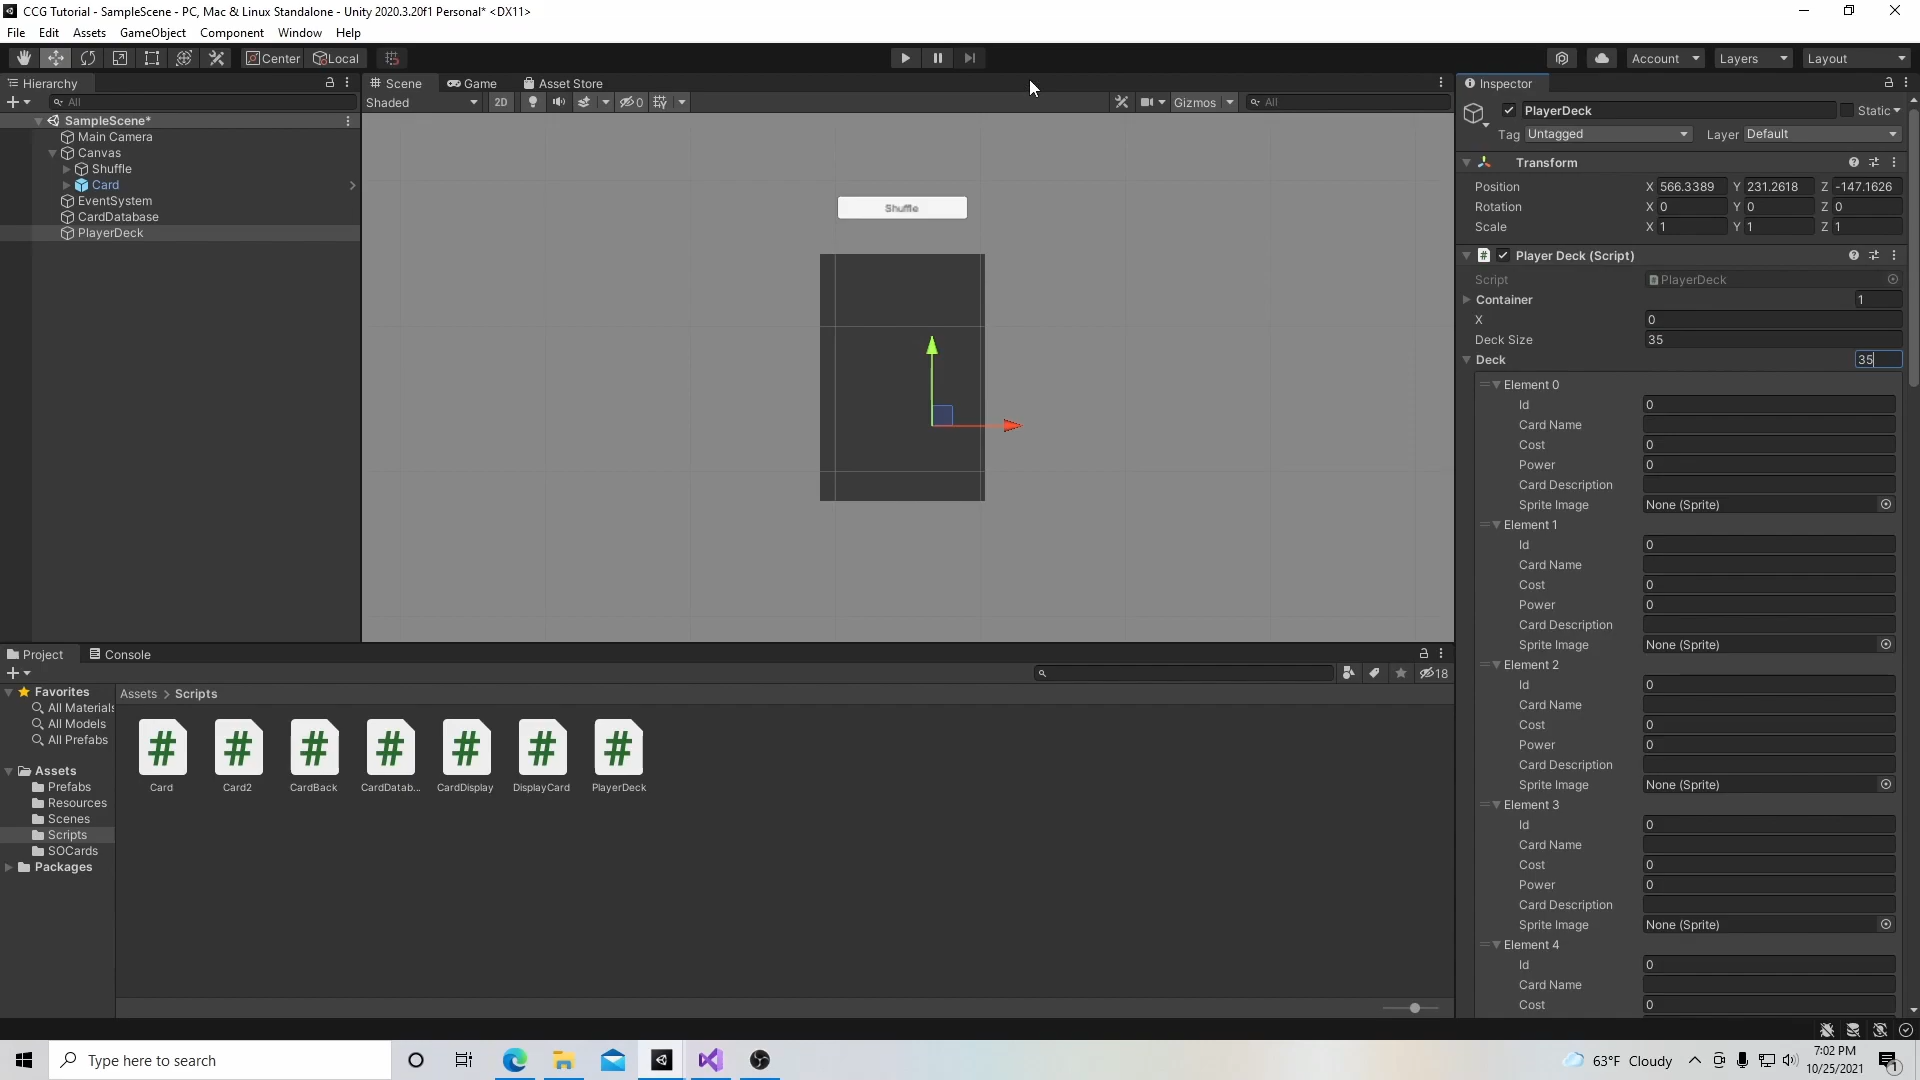 CCG Tutorial - SampleScene - PC, Mac & Linux Standalone - Unity 2020.3.20f1 Personal* <DX11>
File Edit Assets GameObject Component Window Help
Center Local Account Layers Layout
Hierarchy
All
SampleScene*
Main Camera
Canvas
Shuffle
Card
EventSystem
CardDatabase
PlayerDeck
Scene Game Asset Store
Shaded 2D 0 Gizmos All
Shuffle
Inspector
PlayerDeck Static
Tag Untagged Layer Default
Transform
Position X 566.3389 Y 231.2618 Z -147.1626
Rotation X 0 Y 0 Z 0
Scale X 1 Y 1 Z 1
# Player Deck (Script)
Script PlayerDeck
Container 1
X 0
Deck Size 35
Deck 35
Element 0
Id 0
Card Name
Cost 0
Power 0
Card Description
Sprite Image None (Sprite)
Element 1
Id 0
Card Name
Cost 0
Power 0
Card Description
Sprite Image None (Sprite)
Element 2
Id 0
Card Name
Cost 0
Power 0
Card Description
Sprite Image None (Sprite)
Element 3
Id 0
Card Name
Cost 0
Power 0
Card Description
Sprite Image None (Sprite)
Element 4
Id 0
Card Name
Cost 0
Project Console
18
Favorites
All Materials
All Models
All Prefabs
Assets
Prefabs
Resources
Scenes
Scripts
SOCards
Packages
Assets > Scripts
# # # # # # #
Card Card2 CardBack CardDatab... CardDisplay DisplayCard PlayerDeck
Type here to search
63°F Cloudy
7:02 PM
10/25/2021
1